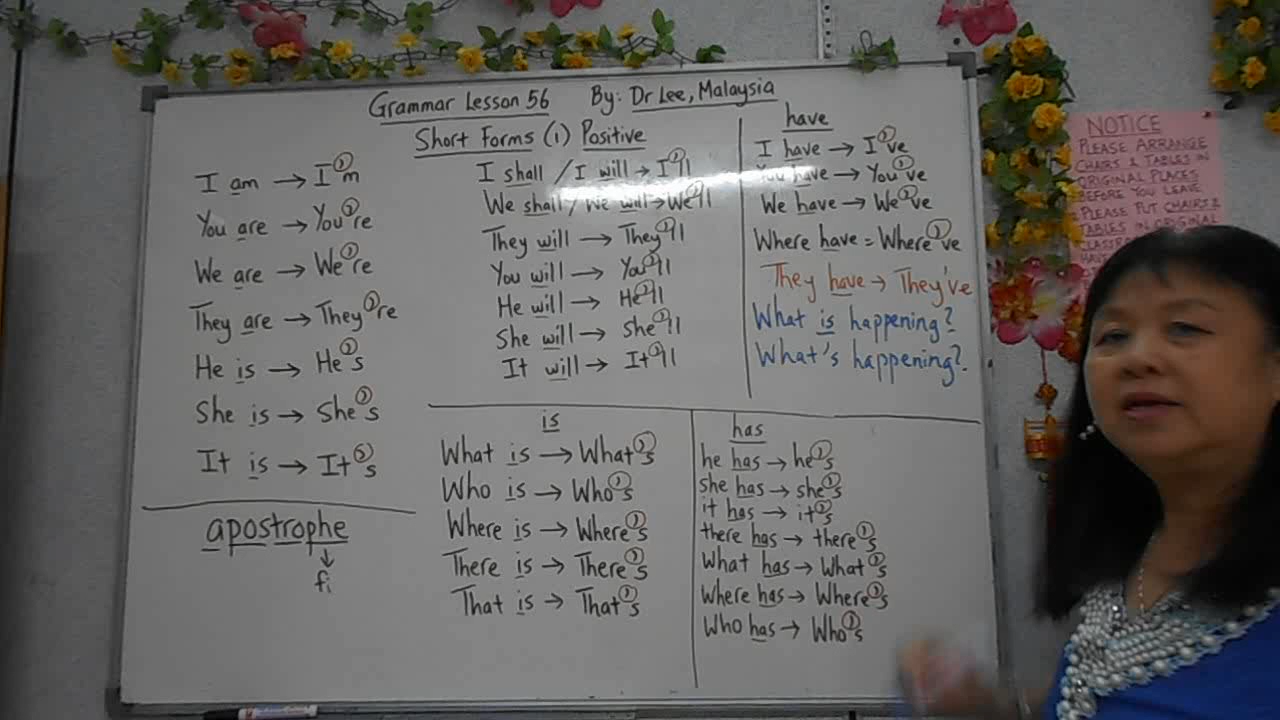 Grammar Lesson 56 By: Dr Lee, Malaysia
Short Forms (1) Positive
I am → I'm
You are → You're
We are → We're
They are → They're
He is → He's
She is → She's
It is → It's
apostrophe
↓
fi
I shall / I will → I'll
We shall / We will → We'll
They will → They'll
You will → You'll
He will → He'll
She will → She'll
It will → It'll
have
I have → I've
You have → You've
We have → We've
Where have = Where've
They have → They've
What is happening?
What's happening?
is
What is → What's
Who is → Who's
Where is → Where's
There is → There's
That is → That's
has
he has → he's
she has → she's
it has → it's
there has → there's
What has → What's
Where has → Where's
Who has → Who's
NOTICE
PLEASE ARRANGE
CHAIRS & TABLES IN
ORIGINAL PLACES
BEFORE YOU LEAVE
PLEASE PUT CHAIRS &
TABLES IN ORIGINAL